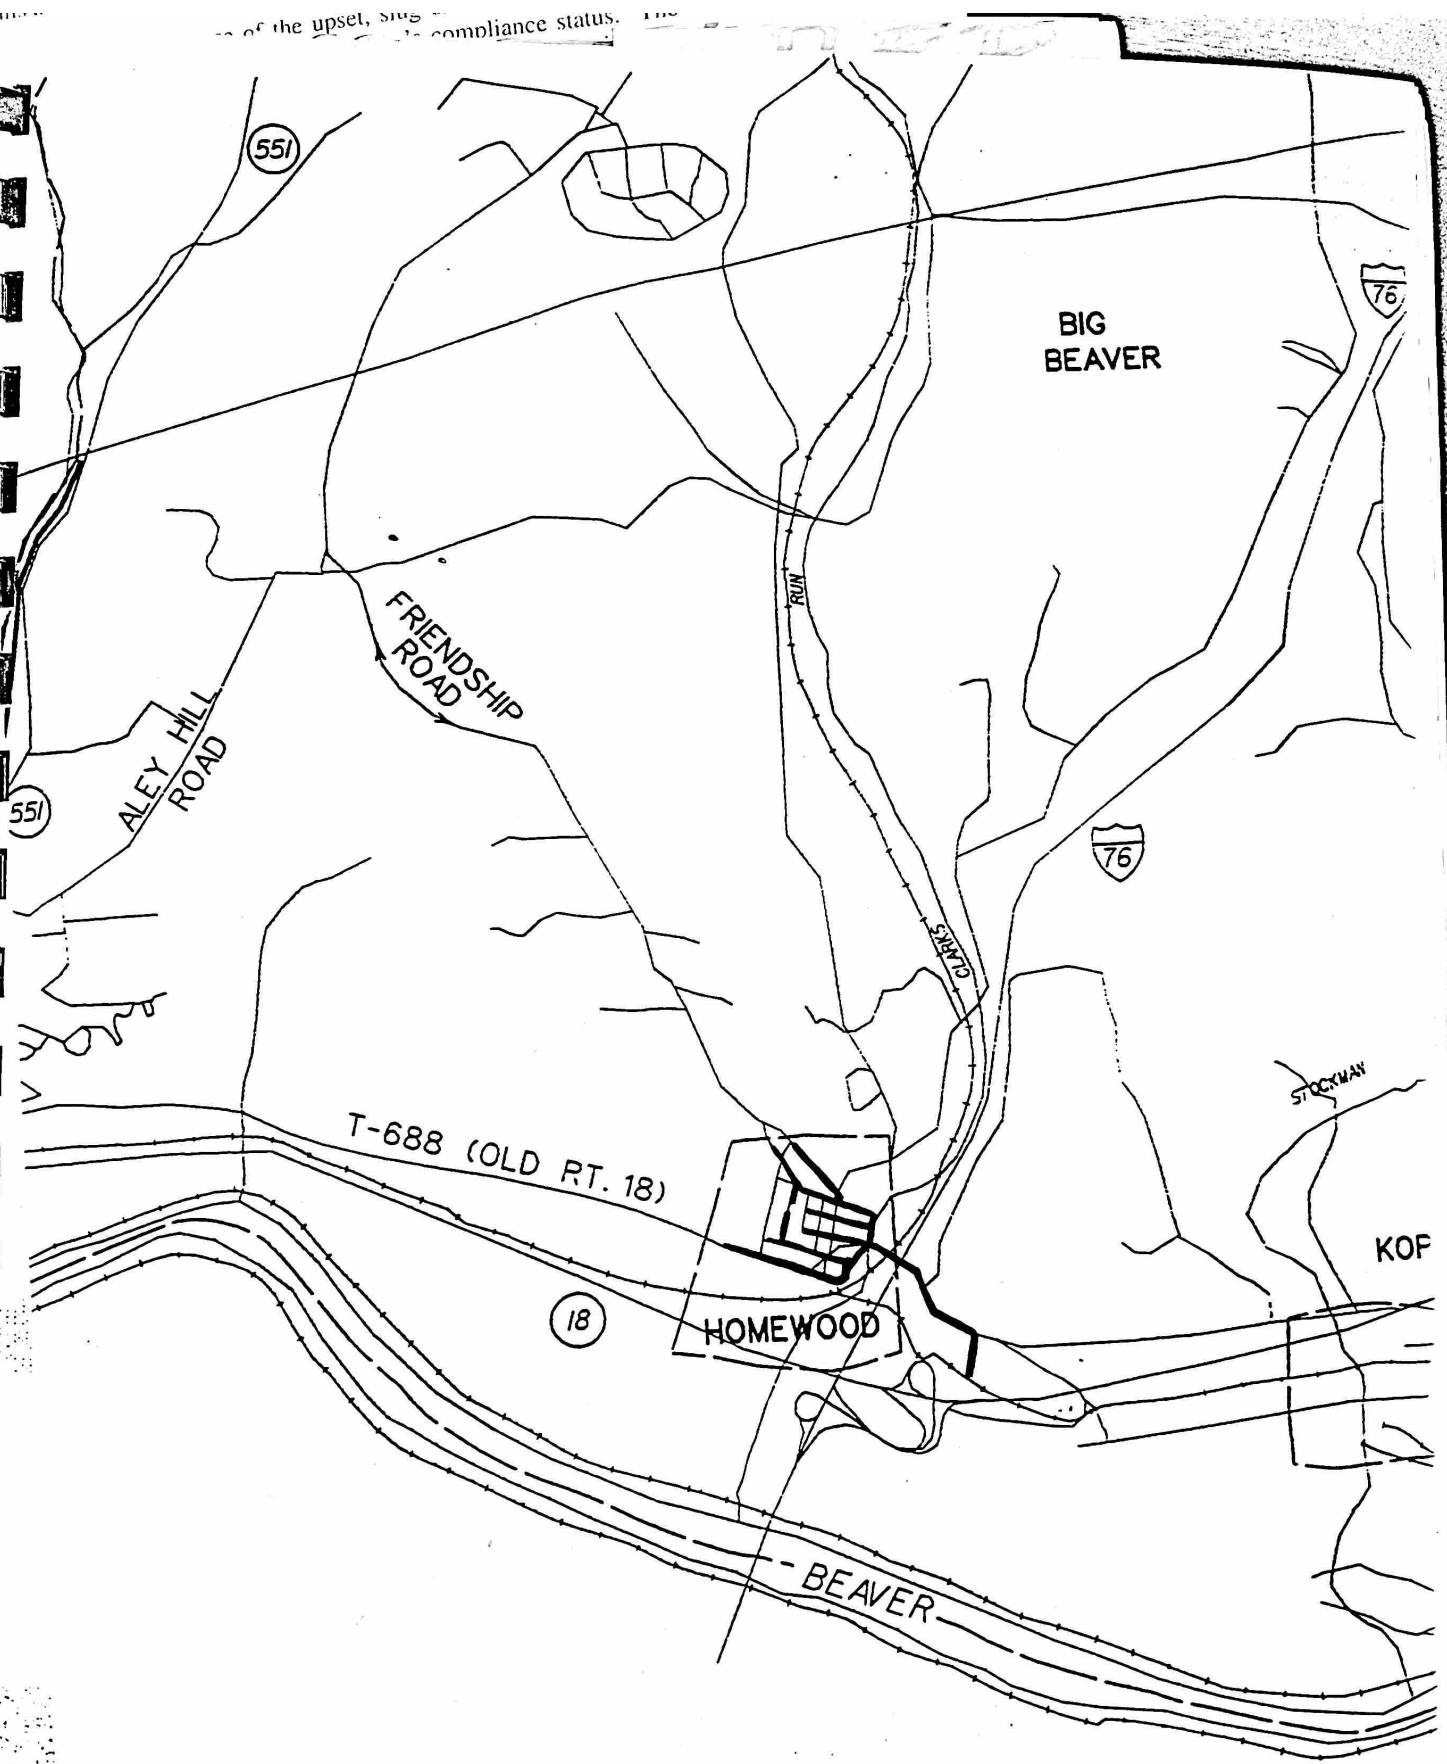 of the upset, slug
compliance status.
551
76
BIG
BEAVER
RUN
FRIENDSHIP
ROAD
ALEY HILL
ROAD
551
76
CLARKS
STOCKMAN
T-688 (OLD RT. 18)
KOP
18
HOMEWOOD
BEAVER